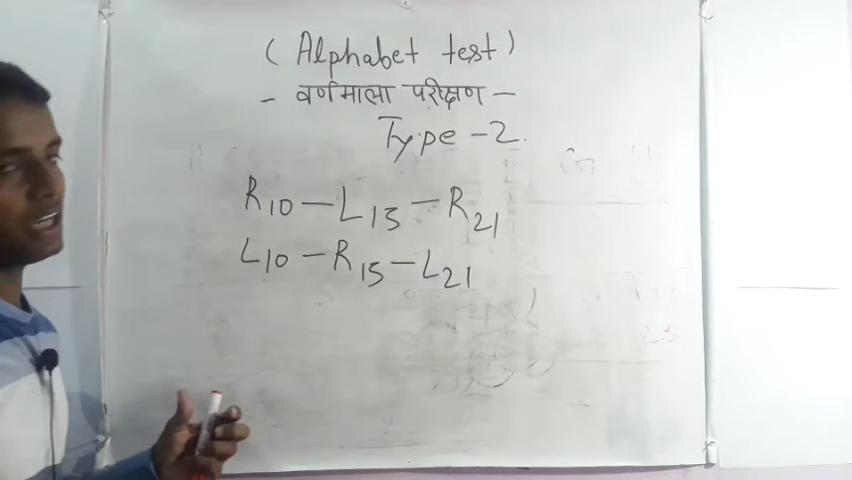 ( Alphabet test )
- वर्णमाला परीक्षण -
Type - 2.
R10 - L15 - R21
L10 - R15 - L21